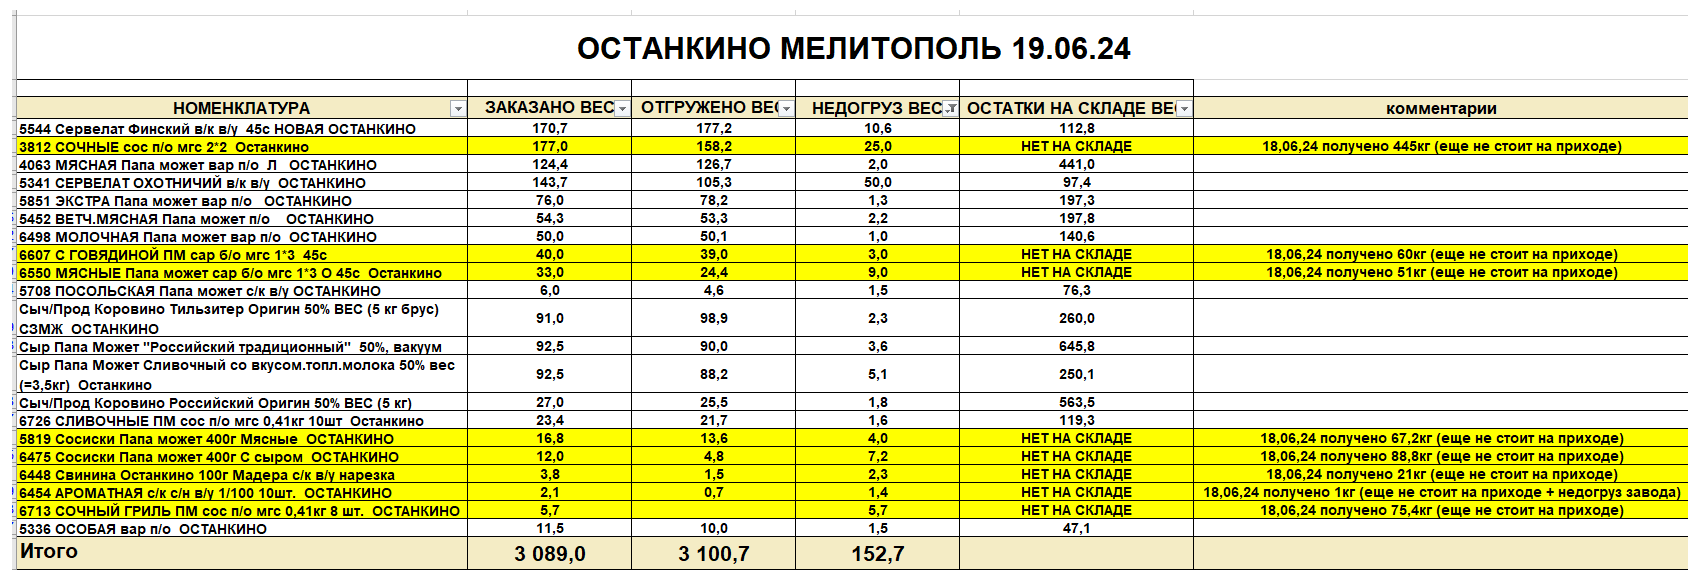 ОСТАНКИНО МЕЛИТОПОЛЬ 19.06.24
НОМЕНКЛАТУРА ЗАКАЗАНО ВЕС ОТГРУЖЕНО ВЕС НЕДОГРУЗ ВЕС ОСТАТКИ НА СКЛАДЕ ВЕС комментарии
5544 Сервелат Финский в/к в/у 45с НОВАЯ ОСТАНКИНО 170,7 177,2 10,6 112,8
3812 СОЧНЫЕ сос п/о мгс 2*2 Останкино 177,0 158,2 25,0 НЕТ НА СКЛАДЕ 18,06,24 получено 445кг (еще не стоит на приходе)
4063 МЯСНАЯ Папа может вар п/о Л ОСТАНКИНО 124,4 126,7 2,0 441,0
5341 СЕРВЕЛАТ ОХОТНИЧИЙ в/к в/у ОСТАНКИНО 143,7 105,3 50,0 97,4
5851 ЭКСТРА Папа может вар п/о ОСТАНКИНО 76,0 78,2 1,3 197,3
5452 ВЕТЧ.МЯСНАЯ Папа может п/о ОСТАНКИНО 54,3 53,3 2,2 197,8
6498 МОЛОЧНАЯ Папа может вар п/о ОСТАНКИНО 50,0 50,1 1,0 140,6
6607 С ГОВЯДИНОЙ ПМ сар б/о мгс 1*3 45с 40,0 39,0 3,0 НЕТ НА СКЛАДЕ 18,06,24 получено 60кг (еще не стоит на приходе)
6550 МЯСНЫЕ Папа может сар б/о мгс 1*3 О 45с Останкино 33,0 24,4 9,0 НЕТ НА СКЛАДЕ 18,06,24 получено 51кг (еще не стоит на приходе)
5708 ПОСОЛЬСКАЯ Папа может с/к в/у ОСТАНКИНО 6,0 4,6 1,5 76,3
Сыч/Прод Коровино Тильзитер Оригин 50% ВЕС (5 кг брус)
СЗМЖ ОСТАНКИНО 91,0 98,9 2,3 260,0
Сыр Папа Может "Российский традиционный" 50%, вакуум 92,5 90,0 3,6 645,8
Сыр Папа Может Сливочный со вкусом.топл.молока 50% вес
(=3,5кг) Останкино 92,5 88,2 5,1 250,1
Сыч/Прод Коровино Российский Оригин 50% ВЕС (5 кг) 27,0 25,5 1,8 563,5
6726 СЛИВОЧНЫЕ ПМ сос п/о мгс 0,41кг 10шт Останкино 23,4 21,7 1,6 119,3
5819 Сосиски Папа может 400г Мясные ОСТАНКИНО 16,8 13,6 4,0 НЕТ НА СКЛАДЕ 18,06,24 получено 67,2кг (еще не стоит на приходе)
6475 Сосиски Папа может 400г С сыром ОСТАНКИНО 12,0 4,8 7,2 НЕТ НА СКЛАДЕ 18,06,24 получено 88,8кг (еще не стоит на приходе)
6448 Свинина Останкино 100г Мадера с/к в/у нарезка 3,8 1,5 2,3 НЕТ НА СКЛАДЕ 18,06,24 получено 21кг (еще не стоит на приходе)
6454 АРОМАТНАЯ с/к с/н в/у 1/100 10шт. ОСТАНКИНО 2,1 0,7 1,4 НЕТ НА СКЛАДЕ 18,06,24 получено 1кг (еще не стоит на приходе + недогруз завода)
6713 СОЧНЫЙ ГРИЛЬ ПМ сос п/о мгс 0,41кг 8 шт. ОСТАНКИНО 5,7 5,7 НЕТ НА СКЛАДЕ 18,06,24 получено 75,4кг (еще не стоит на приходе)
5336 ОСОБАЯ вар п/о ОСТАНКИНО 11,5 10,0 1,5 47,1
Итого 3 089,0 3 100,7 152,7